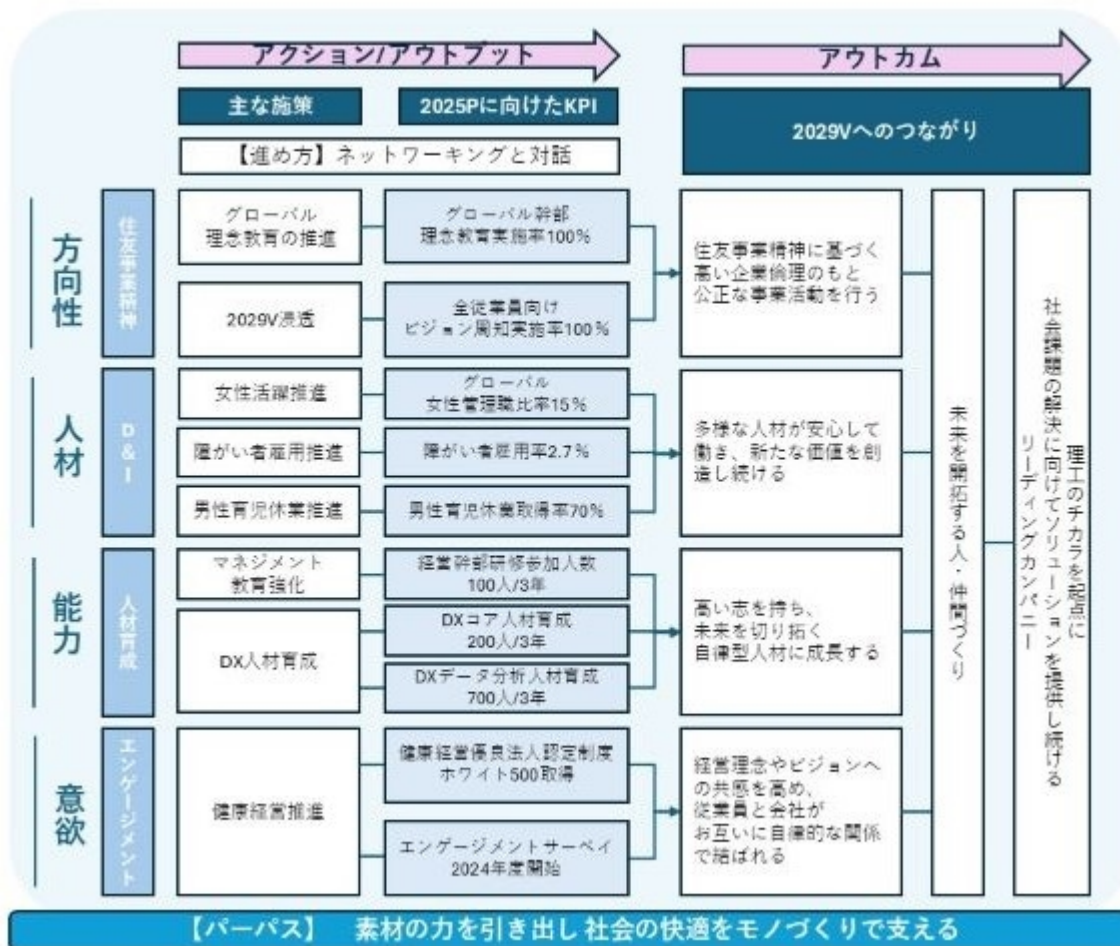 アクション/アウトプット
アウトカム
主な施策
2025Pに向けたKPI
2029Vへのつながり
【進め方】ネットワーキングと対話
方向性
住友事業精神
グローバル
理念教育の推進
グローバル幹部
理念教育実施率100%
2029V浸透
全従業員向け
ビジョン周知実施率100%
住友事業精神に基づく
高い企業倫理のもと
公正な事業活動を行う
人材
D&I
女性活躍推進
グローバル
女性管理職比率15%
障がい者雇用推進
障がい者雇用率2.7%
男性育児休業推進
男性育児休業取得率70%
多様な人材が安心して
働き、新たな価値を創
造し続ける
能力
人材育成
マネジメント
教育強化
経営幹部研修参加人数
100人/3年
DX人材育成
DXコア人材育成
200人/3年
DXデータ分析人材育成
700人/3年
高い志を持ち、
未来を切り拓く
自律型人材に成長する
意欲
エンゲージメント
健康経営推進
健康経営優良法人認定制度
ホワイト500取得
エンゲージメントサーベイ
2024年度開始
経営理念やビジョンへ
の共感を高め、
従業員と会社が
お互いに自律的な関係
で結ばれる
未来を開拓する人・仲間づくり
理工のチカラを起点に
社会課題の解決に向けてソリューションを提供し続ける
リーディングカンパニー
【パーパス】 素材の力を引き出し 社会の快適をモノづくりで支える